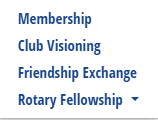 Membership
Club Visioning
Friendship Exchange
Rotary Fellowship